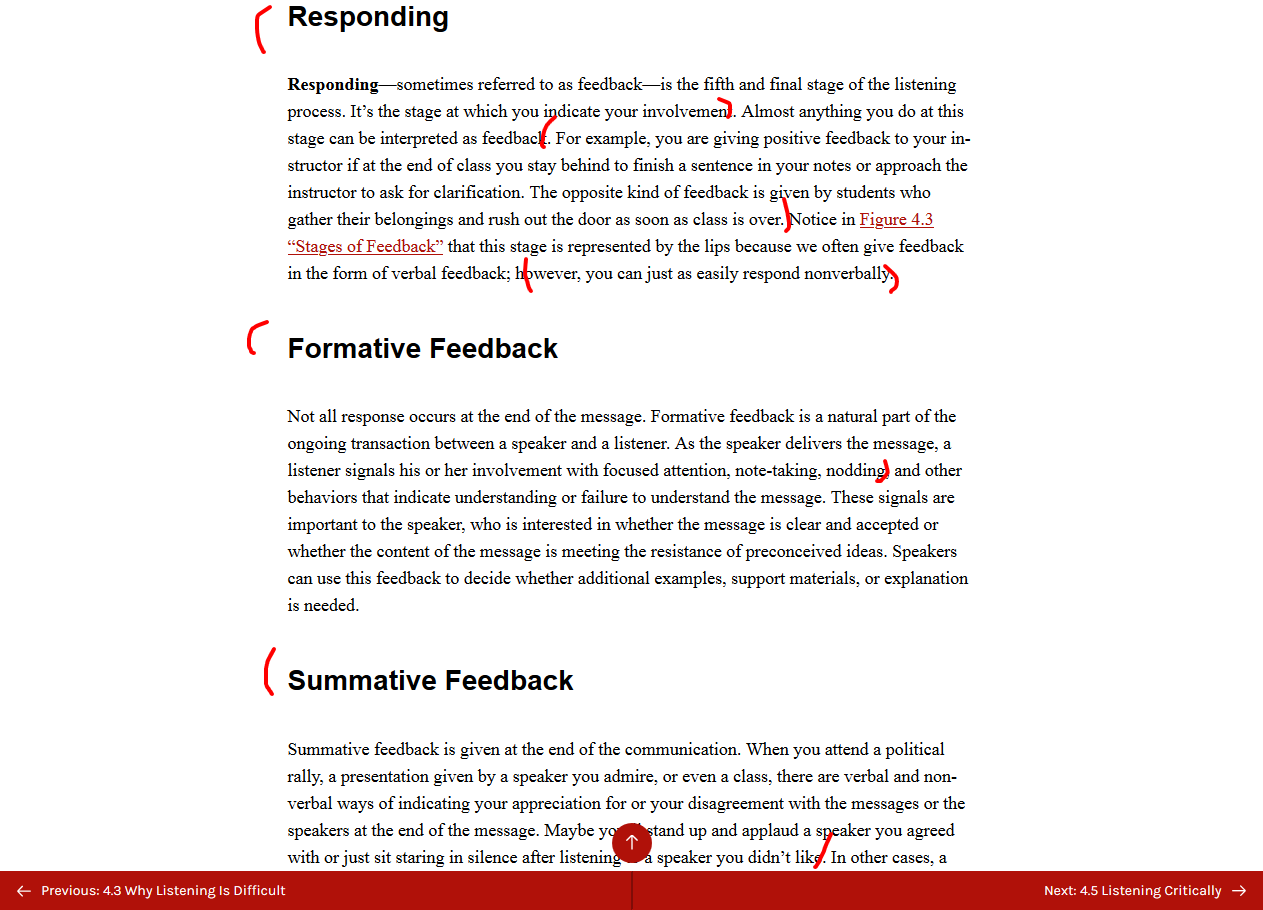 Responding
Responding—sometimes referred to as feedback—is the fifth and final stage of the listening
process. It’s the stage at which you indicate your involvement. Almost anything you do at this
stage can be interpreted as feedback. For example, you are giving positive feedback to your in-
structor if at the end of class you stay behind to finish a sentence in your notes or approach the
instructor to ask for clarification. The opposite kind of feedback is given by students who
gather their belongings and rush out the door as soon as class is over. Notice in Figure 4.3
“Stages of Feedback” that this stage is represented by the lips because we often give feedback
in the form of verbal feedback; however, you can just as easily respond nonverbally.
Formative Feedback
Not all response occurs at the end of the message. Formative feedback is a natural part of the
ongoing transaction between a speaker and a listener. As the speaker delivers the message, a
listener signals his or her involvement with focused attention, note-taking, nodding, and other
behaviors that indicate understanding or failure to understand the message. These signals are
important to the speaker, who is interested in whether the message is clear and accepted or
whether the content of the message is meeting the resistance of preconceived ideas. Speakers
can use this feedback to decide whether additional examples, support materials, or explanation
is needed.
Summative Feedback
Summative feedback is given at the end of the communication. When you attend a political
rally, a presentation given by a speaker you admire, or even a class, there are verbal and non-
verbal ways of indicating your appreciation for or your disagreement with the messages or the
speakers at the end of the message. Maybe stand up and applaud a speaker you agreed
with or just sit staring in silence after listening a speaker you didn’t like. In other cases, a
Previous: 4.3 Why Listening Is Difficult
Next: 4.5 Listening Critically